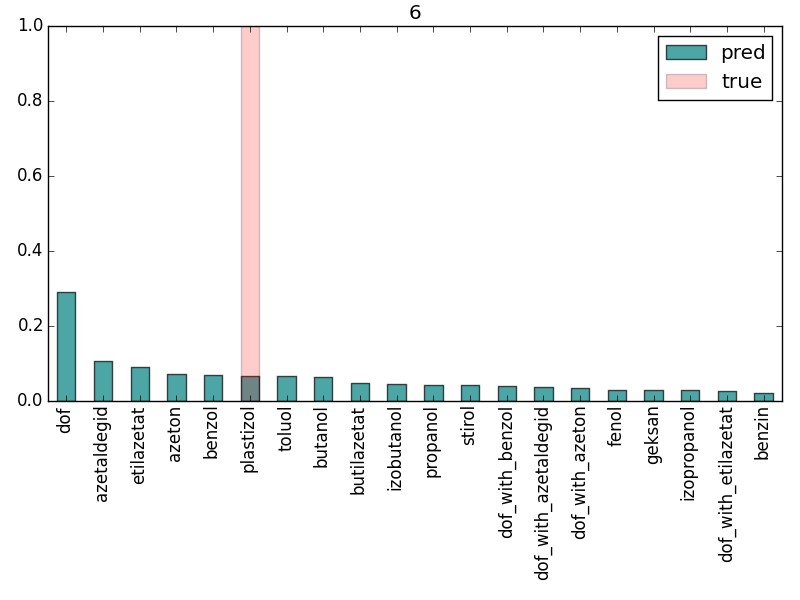 6
1.0
0.8
0.6
0.4
0.2
0.0
pred
true
dof
azetaldegid
etilazetat
azeton
benzol
plastizol
toluol
butanol
butilazetat
izobutanol
propanol
stirol
dof_with_benzol
dof_with_azetaldegid
dof_with_azeton
fenol
geksan
izopropanol
dof_with_etilazetat
benzin